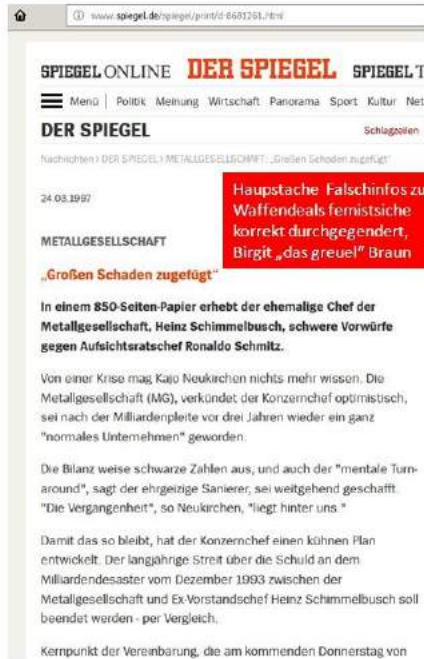 www.spiegel.de/spiegel/print/d-8681261.html
SPIEGEL ONLINE DER SPIEGEL SPIEGEL T
Menü Politik Meinung Wirtschaft Panorama Sport Kultur Net
DER SPIEGEL Schlagzeilen
Nachrichten > DER SPIEGEL > METALLGESELLSCHAFT: „Großen Schaden zugefügt"
24.03.1997
Haupstache Falschinfos zu
Waffendeals femistsiche
korrekt durchgegendert,
Birgit „das greuel" Braun
METALLGESELLSCHAFT
„Großen Schaden zugefügt"
In einem 850-Seiten-Papier erhebt der ehemalige Chef der
Metallgesellschaft, Heinz Schimmelbusch, schwere Vorwürfe
gegen Aufsichtsratschef Ronaldo Schmitz.
Von einer Krise mag Kajo Neukirchen nichts mehr wissen. Die
Metallgesellschaft (MG), verkündet der Konzernchef optimistisch,
sei nach der Milliardenpleite vor drei Jahren wieder ein ganz
"normales Unternehmen" geworden.
Die Bilanz weise schwarze Zahlen aus, und auch der "mentale Turn-
around", sagt der ehrgeizige Sanierer, sei weitgehend geschafft.
"Die Vergangenheit", so Neukirchen, "liegt hinter uns."
Damit das so bleibt, hat der Konzernchef einen kühnen Plan
entwickelt. Der langjährige Streit über die Schuld an dem
Milliardendesaster vom Dezember 1993 zwischen der
Metallgesellschaft und Ex-Vorstandschef Heinz Schimmelbusch soll
beendet werden - per Vergleich.
Kernpunkt der Vereinbarung, die am kommenden Donnerstag von